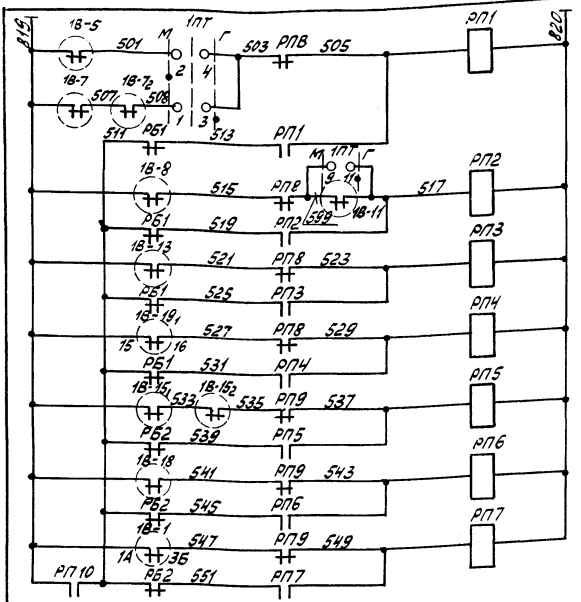 819
1В-5
501
М
1ПТ
Г
503
РПВ
505
РП1
820
2
4
1В-7
507
1В-7₂
508
1
3
511
РБ1
513
РП1
М
1ПТ
Г
9
11
1В-8
515
РП8
599
1В-11
517
РП2
РБ1
519
РП2
1В-13
521
РП8
523
РП3
РБ1
525
РП3
1В-19₁
15
16
527
РП8
529
РП4
РБ1
531
РП4
1В-15₁
533
1В-15₂
535
РП9
537
РП5
РБ2
539
РП5
1В-18
541
РП9
543
РП6
РБ2
545
РП6
1В-1
1А
3Б
547
РП9
549
РП7
РП10
РБ2
551
РП7